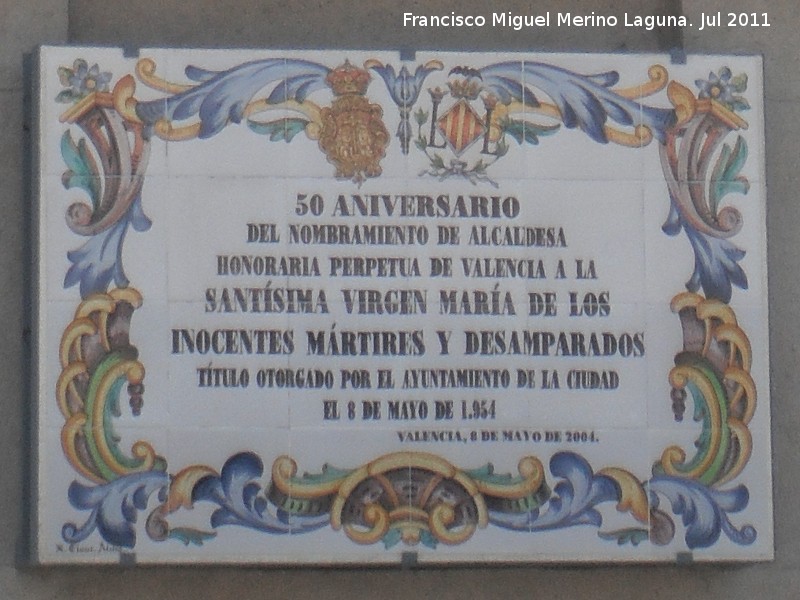 Francisco Miguel Merino Laguna. Jul 2011
L L
50 ANIVERSARIO
DEL NOMBRAMIENTO DE ALCALDESA
HONORARIA PERPETUA DE VALENCIA A LA
SANTÍSIMA VIRGEN MARÍA DE LOS
INOCENTES MÁRTIRES Y DESAMPARADOS
TÍTULO OTORGADO POR EL AYUNTAMIENTO DE LA CIUDAD
EL 8 DE MAYO DE 1.954
VALENCIA, 8 DE MAYO DE 2004.